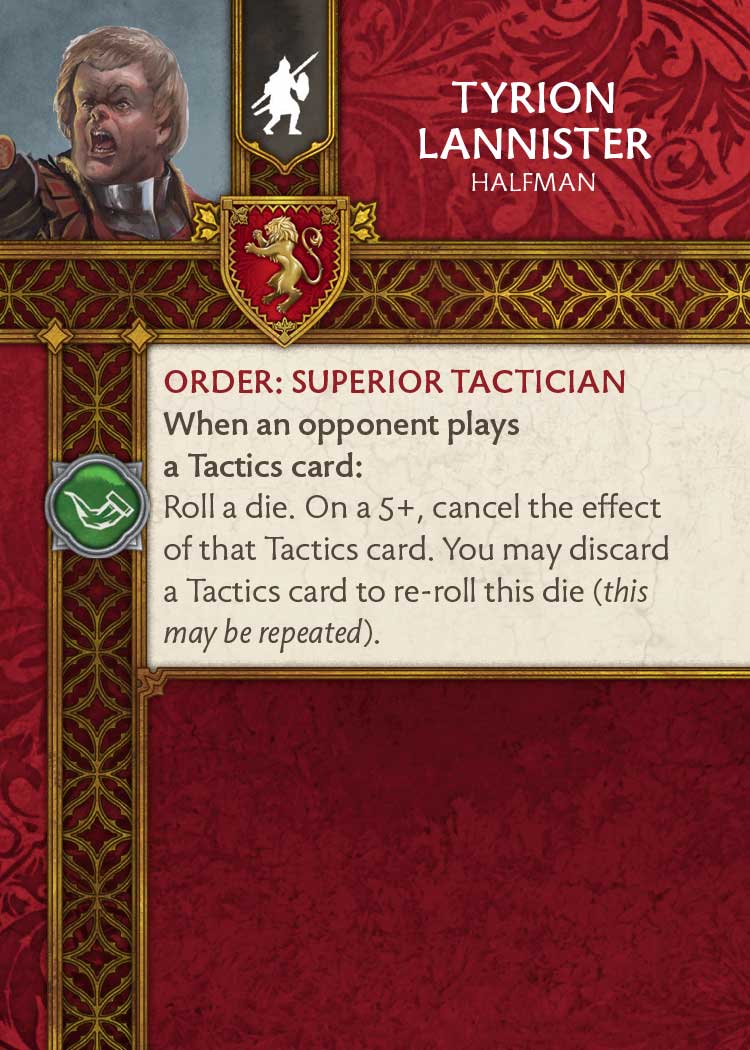 TYRION
LANNISTER
HALFMAN
ORDER: SUPERIOR TACTICIAN
When an opponent plays
a Tactics card:
Roll a die. On a 5+, cancel the effect
of that Tactics card. You may discard
a Tactics card to re-roll this die (this
may be repeated).